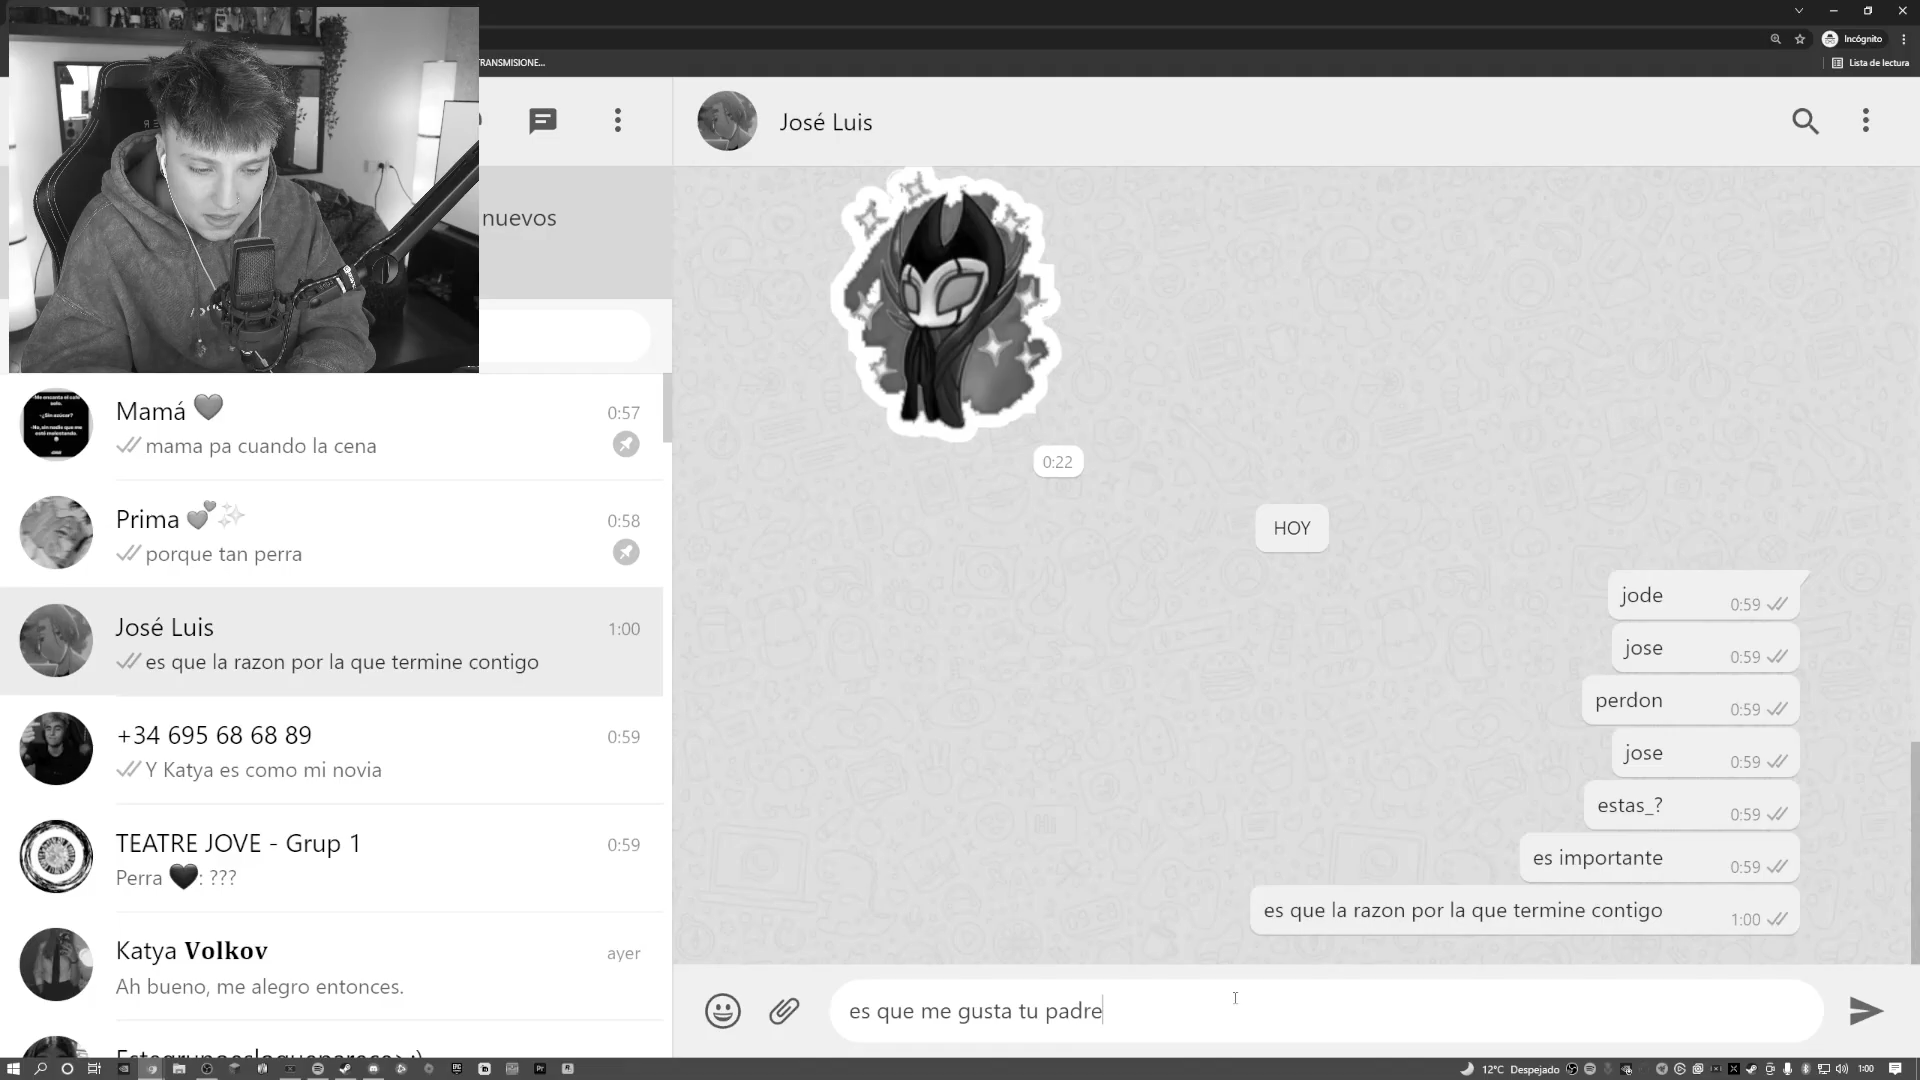 Incógnito
TRANSMISIONE...
Lista de lectura
José Luis
nuevos
0:22
HOY
Mamá 0:57
mama pa cuando la cena
Prima 0:58
porque tan perra
José Luis 1:00
es que la razon por la que termine contigo
+34 695 68 68 89 0:59
Y Katya es como mi novia
TEATRE JOVE - Grup 1 0:59
Perra 🖤: ???
Katya Volkov ayer
Ah bueno, me alegro entonces.
jode 0:59
jose 0:59
perdon 0:59
jose 0:59
estas_? 0:59
es importante 0:59
es que la razon por la que termine contigo 1:00
es que me gusta tu padre
12°C Despejado 1:00